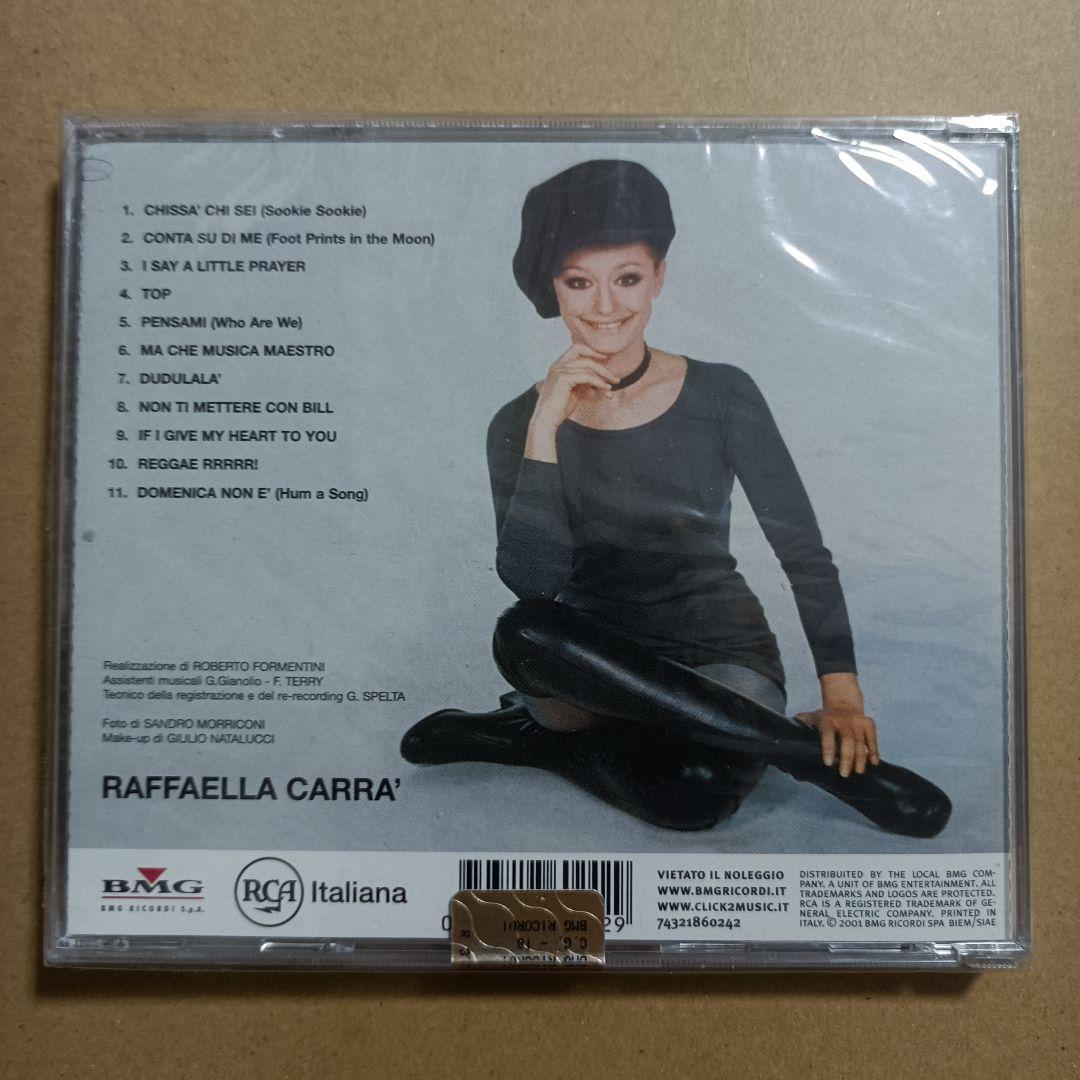 1. CHISSA' CHI SEI (Sookie Sookie)
2. CONTA SU DI ME (Foot Prints in the Moon)
3. I SAY A LITTLE PRAYER
4. TOP
5. PENSAMI (Who Are We)
6. MA CHE MUSICA MAESTRO
7. DUDULALA'
8. NON TI METTERE CON BILL
9. IF I GIVE MY HEART TO YOU
10. REGGAE RRRRR!
11. DOMENICA NON E' (Hum a Song)
Realizzazione di ROBERTO FORMENTINI
Assistenti musicali G.Gianolio - F. TERRY
Tecnico della registrazione e del re-recording G. SPELTA
Foto di SANDRO MORRICONI
Make-up di GIULIO NATALUCCI
RAFFAELLA CARRA'
BMG
BMG RICORDI S.p.A.
RCA Italiana
BMG RICORDI
C.G. - 18
VIETATO IL NOLEGGIO
WWW.BMGRICORDI.IT
WWW.CLICK2MUSIC.IT
74321860242
DISTRIBUTED BY THE LOCAL BMG COM-
PANY. A UNIT OF BMG ENTERTAINMENT. ALL
TRADEMARKS AND LOGOS ARE PROTECTED.
RCA IS A REGISTERED TRADEMARK OF GE-
NERAL ELECTRIC COMPANY. PRINTED IN
ITALY. © 2001 BMG RICORDI SPA BIEM/SIAE